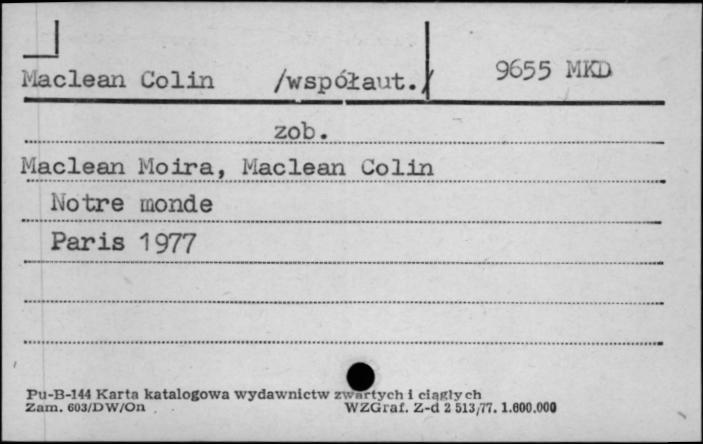 Maclean Colin /współaut./ 9655 MKD
zob.
Maclean Moira, Maclean Colin
Notre monde
Paris 1977
Pu-B-144 Karta katalogowa wydawnictw zwartych i ciągłych
Zam. 603/DW/On WZGraf. Z-d 2 513/77. 1.600.000